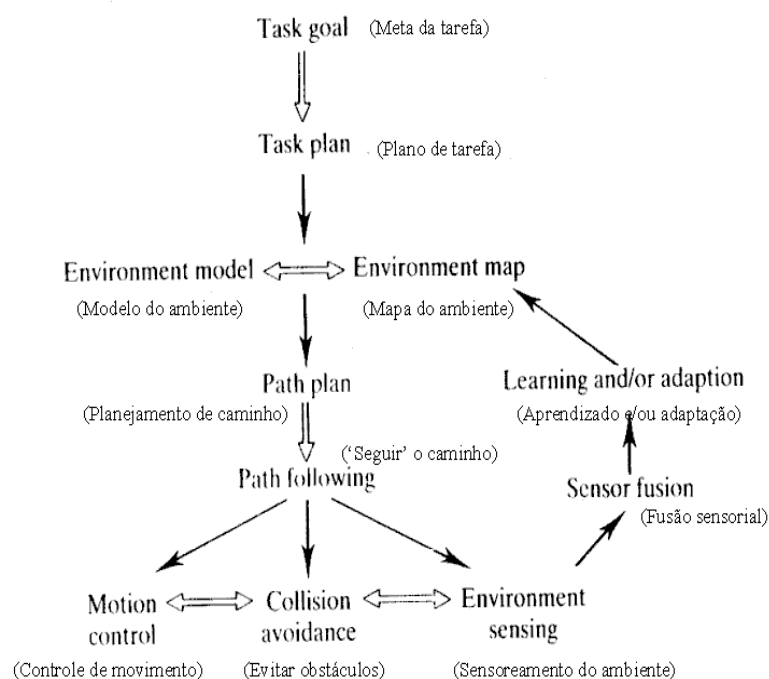 Task goal (Meta da tarefa)
Task plan (Plano de tarefa)
Environment model Environment map
(Modelo do ambiente) (Mapa do ambiente)
Path plan Learning and/or adaption
(Planejamento de caminho) (Aprendizado e/ou adaptação)
('Seguir' o caminho)
Path following Sensor fusion
(Fusão sensorial)
Motion Collision Environment
control avoidance sensing
(Controle de movimento) (Evitar obstáculos) (Sensoreamento do ambiente)